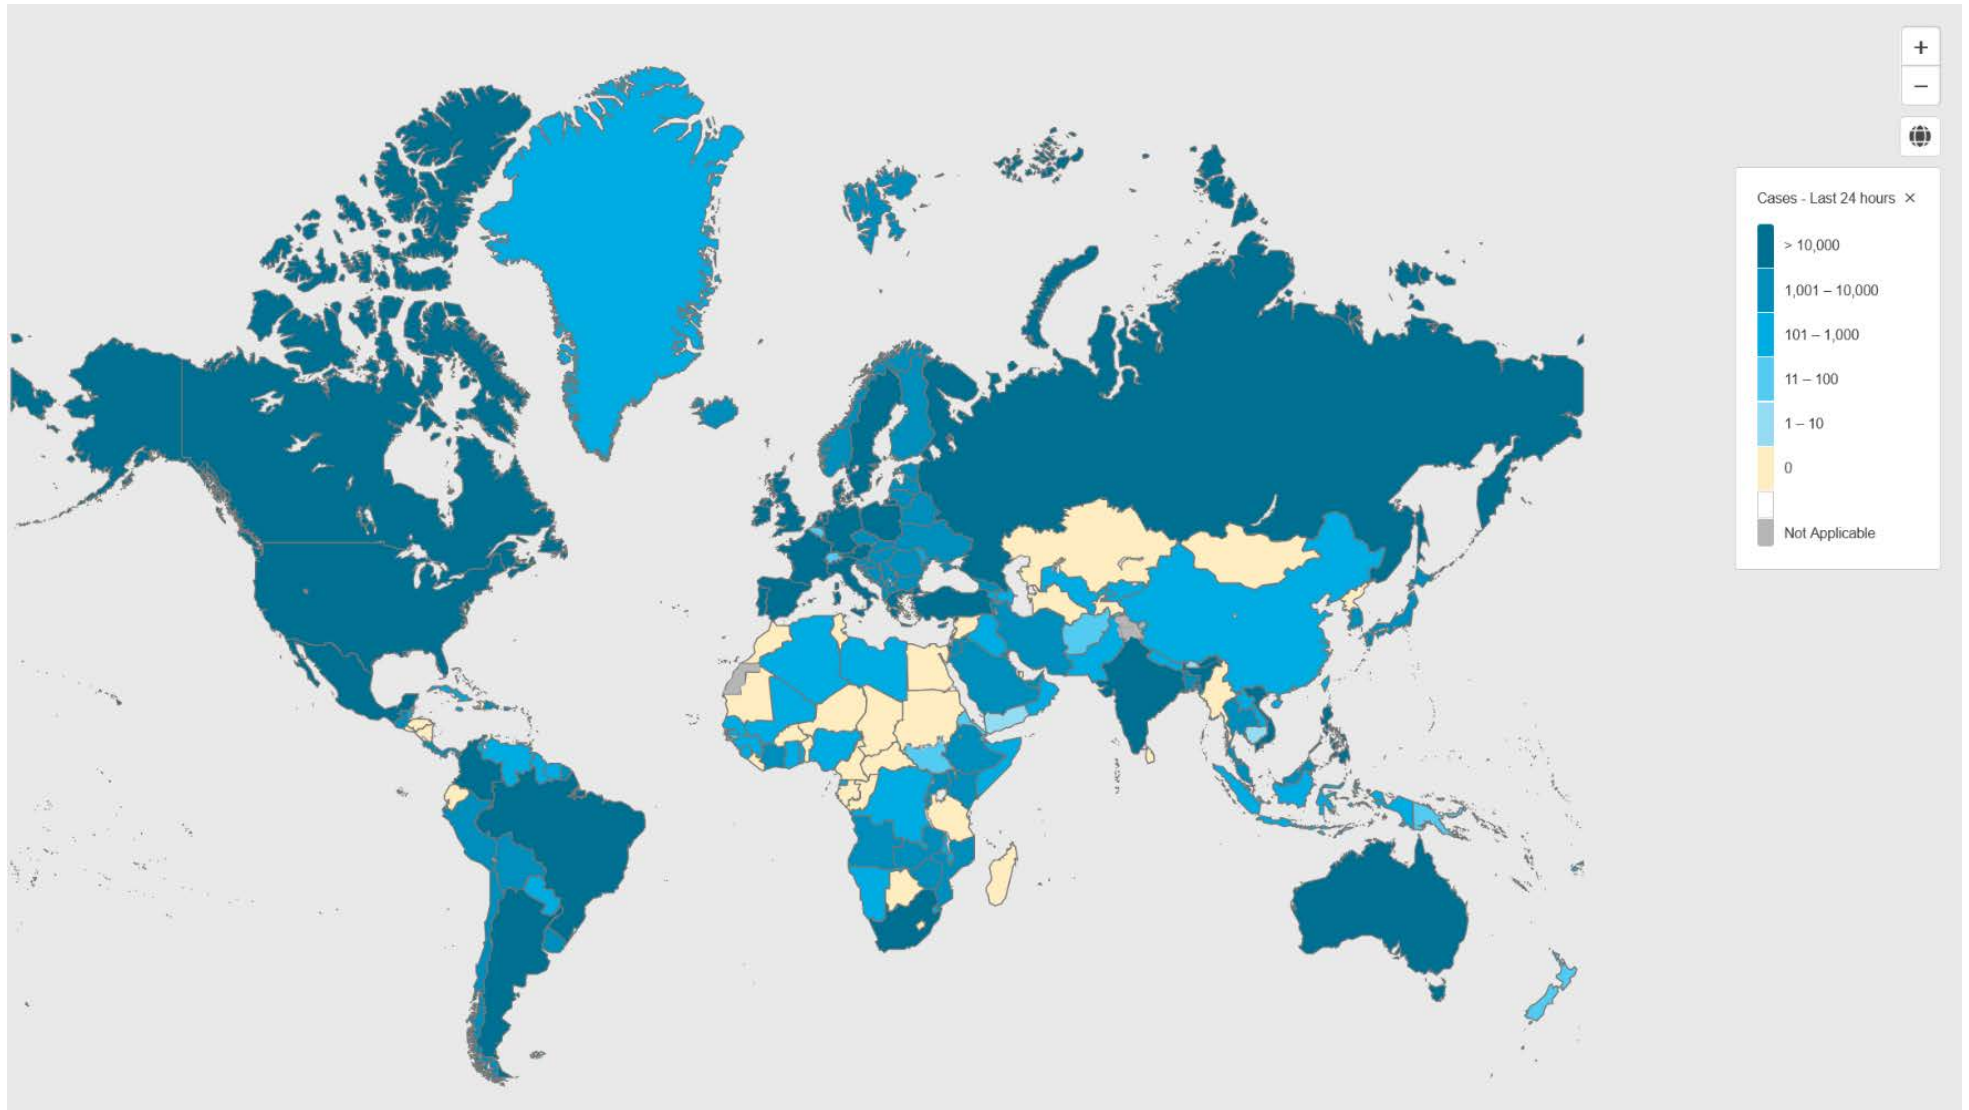 +
−
Cases - Last 24 hours ×
> 10,000
1,001 – 10,000
101 – 1,000
11 – 100
1 – 10
0
Not Applicable